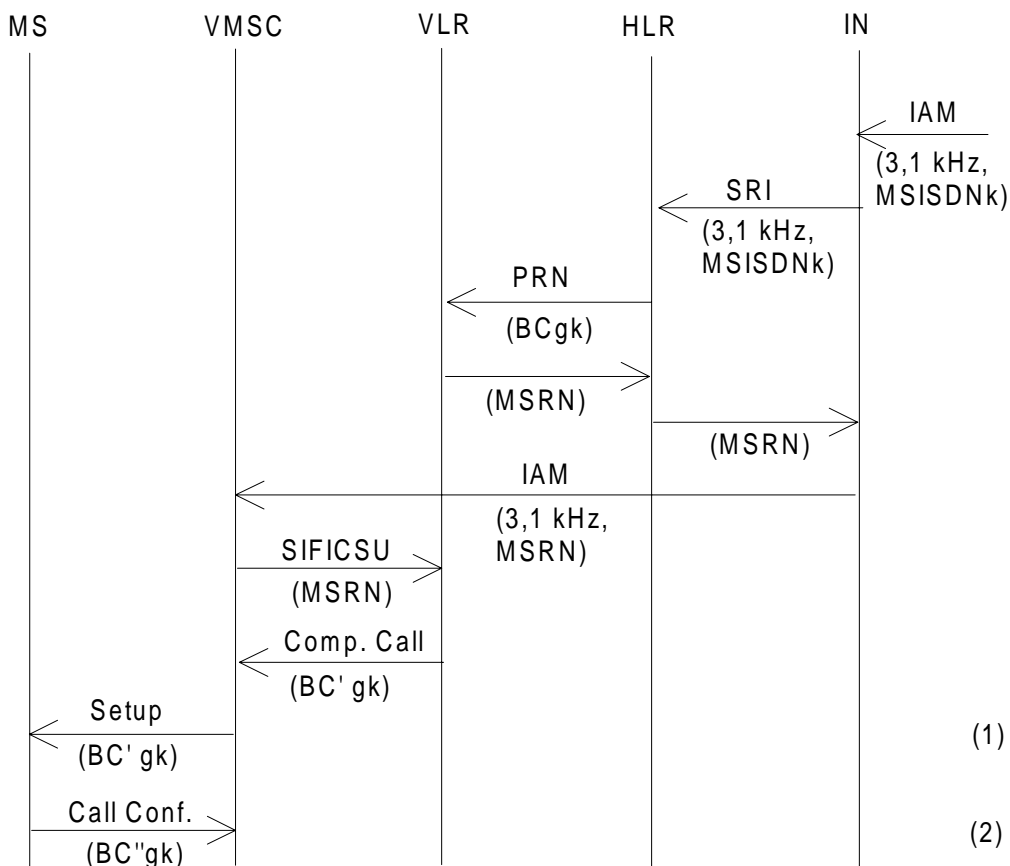 MS VMSC VLR HLR IN
IAM
(3,1 kHz,
MSISDNk)
SRI
(3,1 kHz,
MSISDNk)
PRN
(BCgk)
(MSRN)
(MSRN)
IAM
(3,1 kHz,
MSRN)
SIFICSU
(MSRN)
Comp. Call
(BC' gk)
Setup
(BC' gk)
(1)
Call Conf.
(BC"gk)
(2)